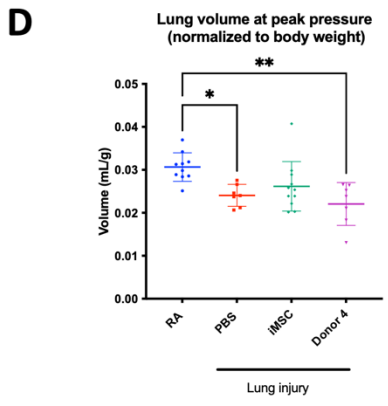 D
Lung volume at peak pressure
(normalized to body weight)
**
*
0.05
0.04
0.03
0.02
0.01
0.00
Volume (mL/g)
RA
PBS
iMSC
Donor 4
Lung injury